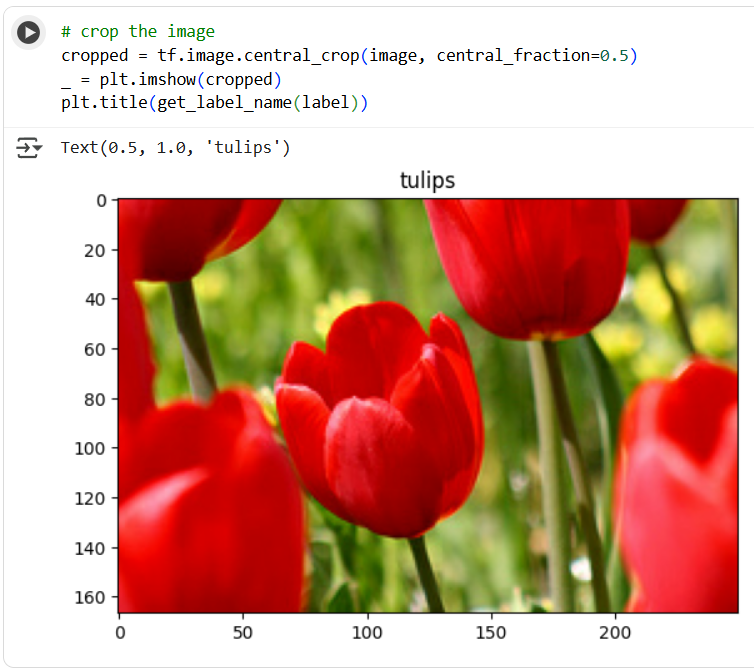 # crop the image
cropped = tf.image.central_crop(image, central_fraction=0.5)
_ = plt.imshow(cropped)
plt.title(get_label_name(label))
Text(0.5, 1.0, 'tulips')
tulips
0
20
40
60
80
100
120
140
160
0 50 100 150 200